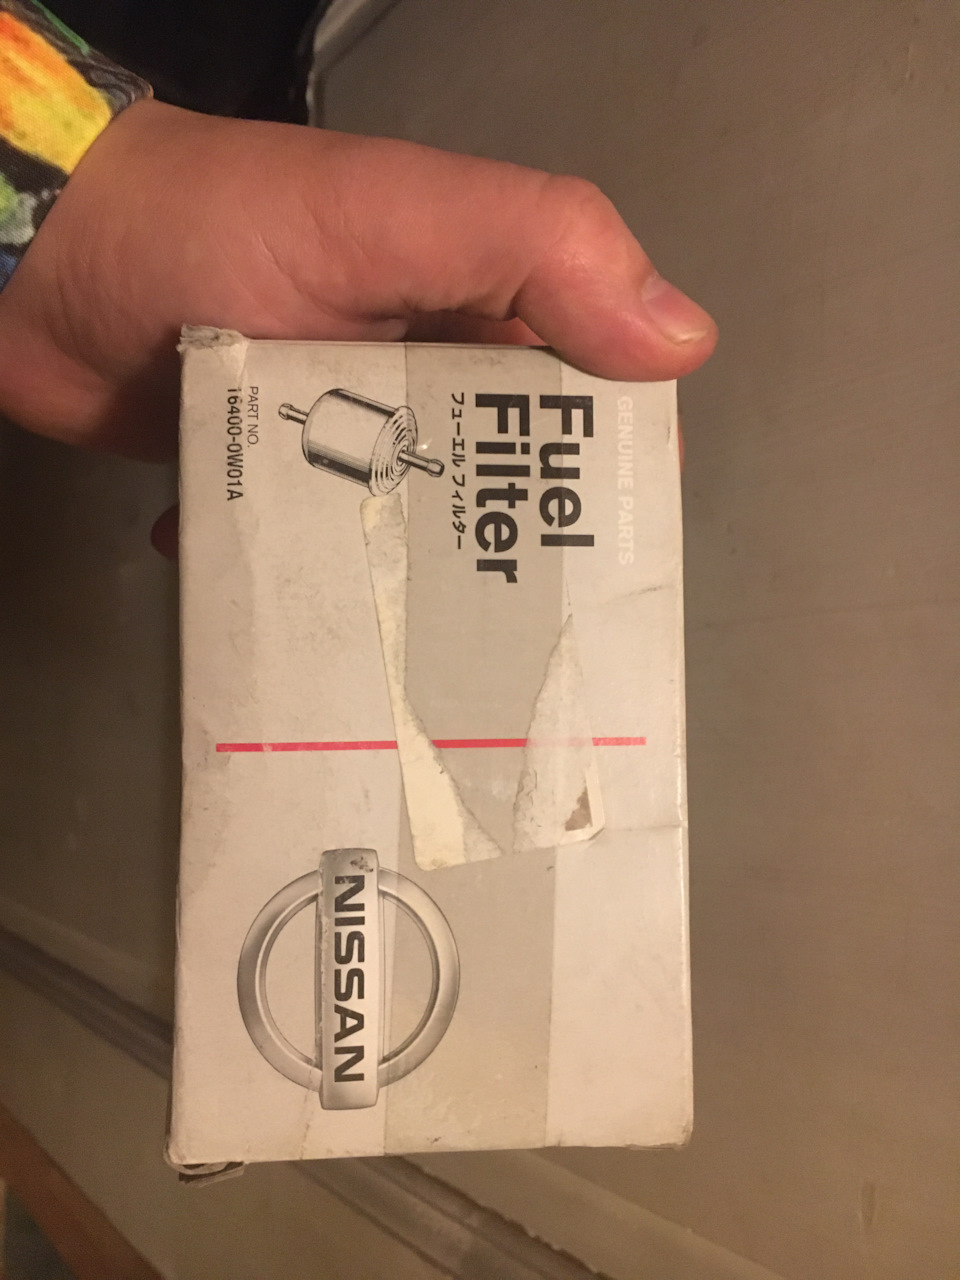 GENUINE PARTS
Fuel
Filter
フューエル フィルター
PART NO.
16400-0W01A
NISSAN